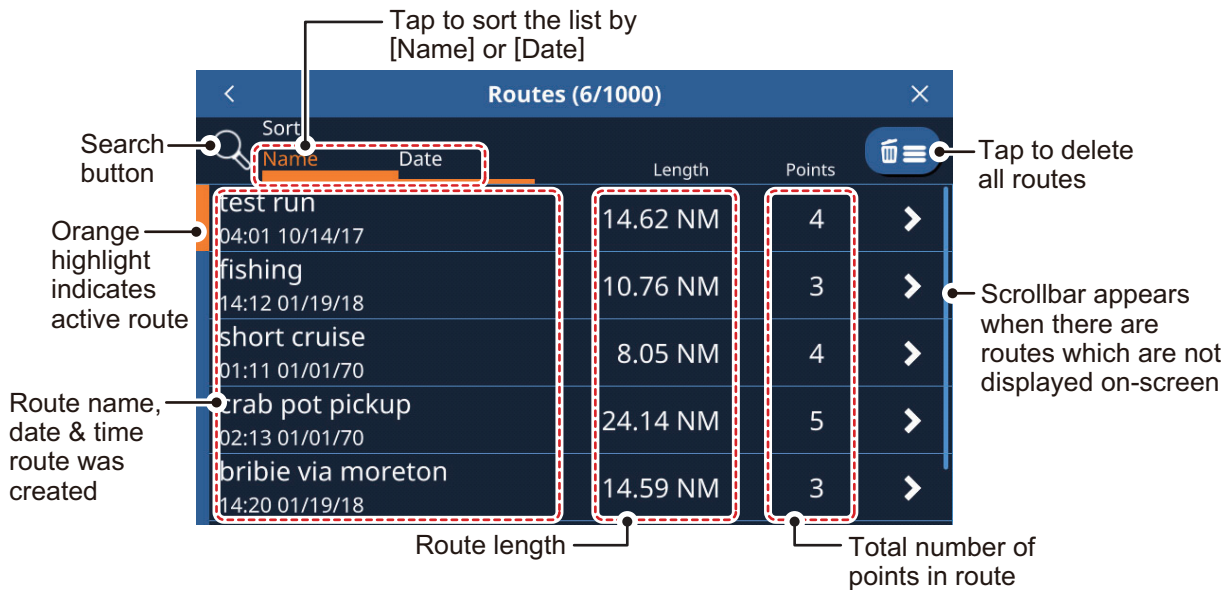 Tap to sort the list by
[Name] or [Date]
Routes (6/1000)
Search
button
Sort
Name Date
Length Points
Tap to delete
all routes
Orange
highlight
indicates
active route
test run
04:01 10/14/17
14.62 NM 4
fishing
14:12 01/19/18
10.76 NM 3
Scrollbar appears
when there are
routes which are not
displayed on-screen
short cruise
01:11 01/01/70
8.05 NM 4
Route name,
date & time
route was
created
crab pot pickup
02:13 01/01/70
24.14 NM 5
bribie via moreton
14:20 01/19/18
14.59 NM 3
Route length
Total number of
points in route